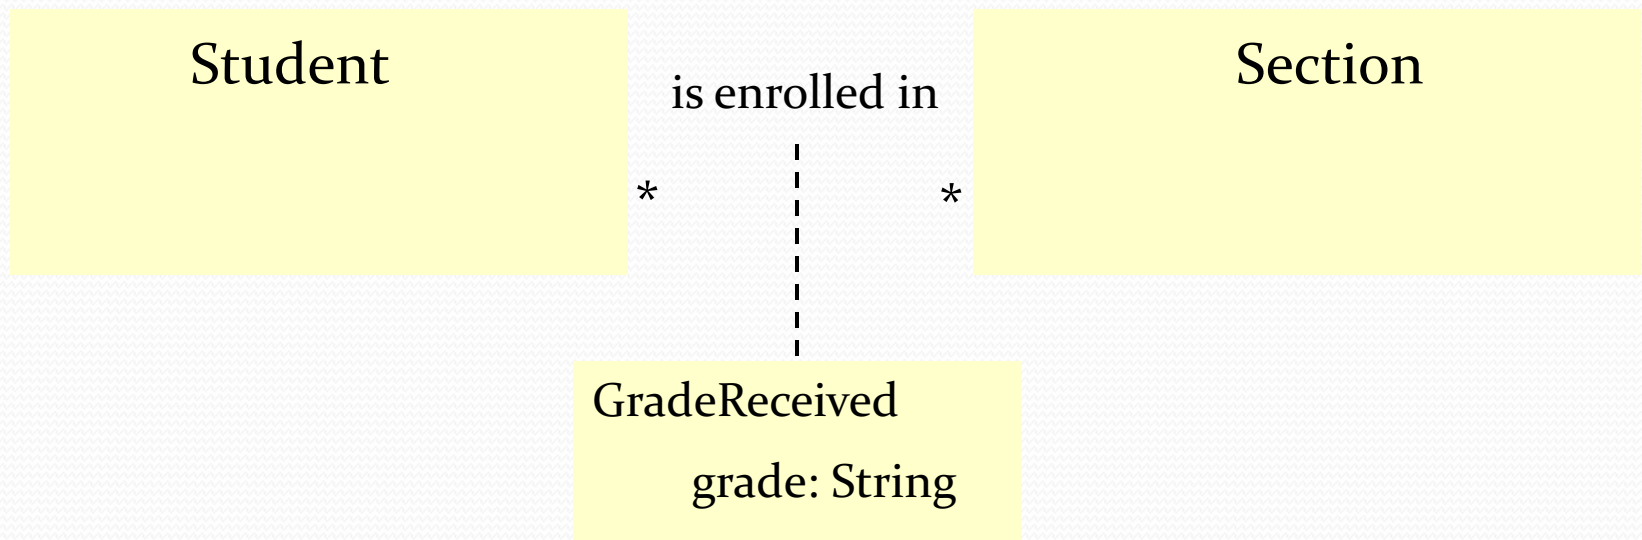 Student
Section
is enrolled in
* *
GradeReceived
grade: String